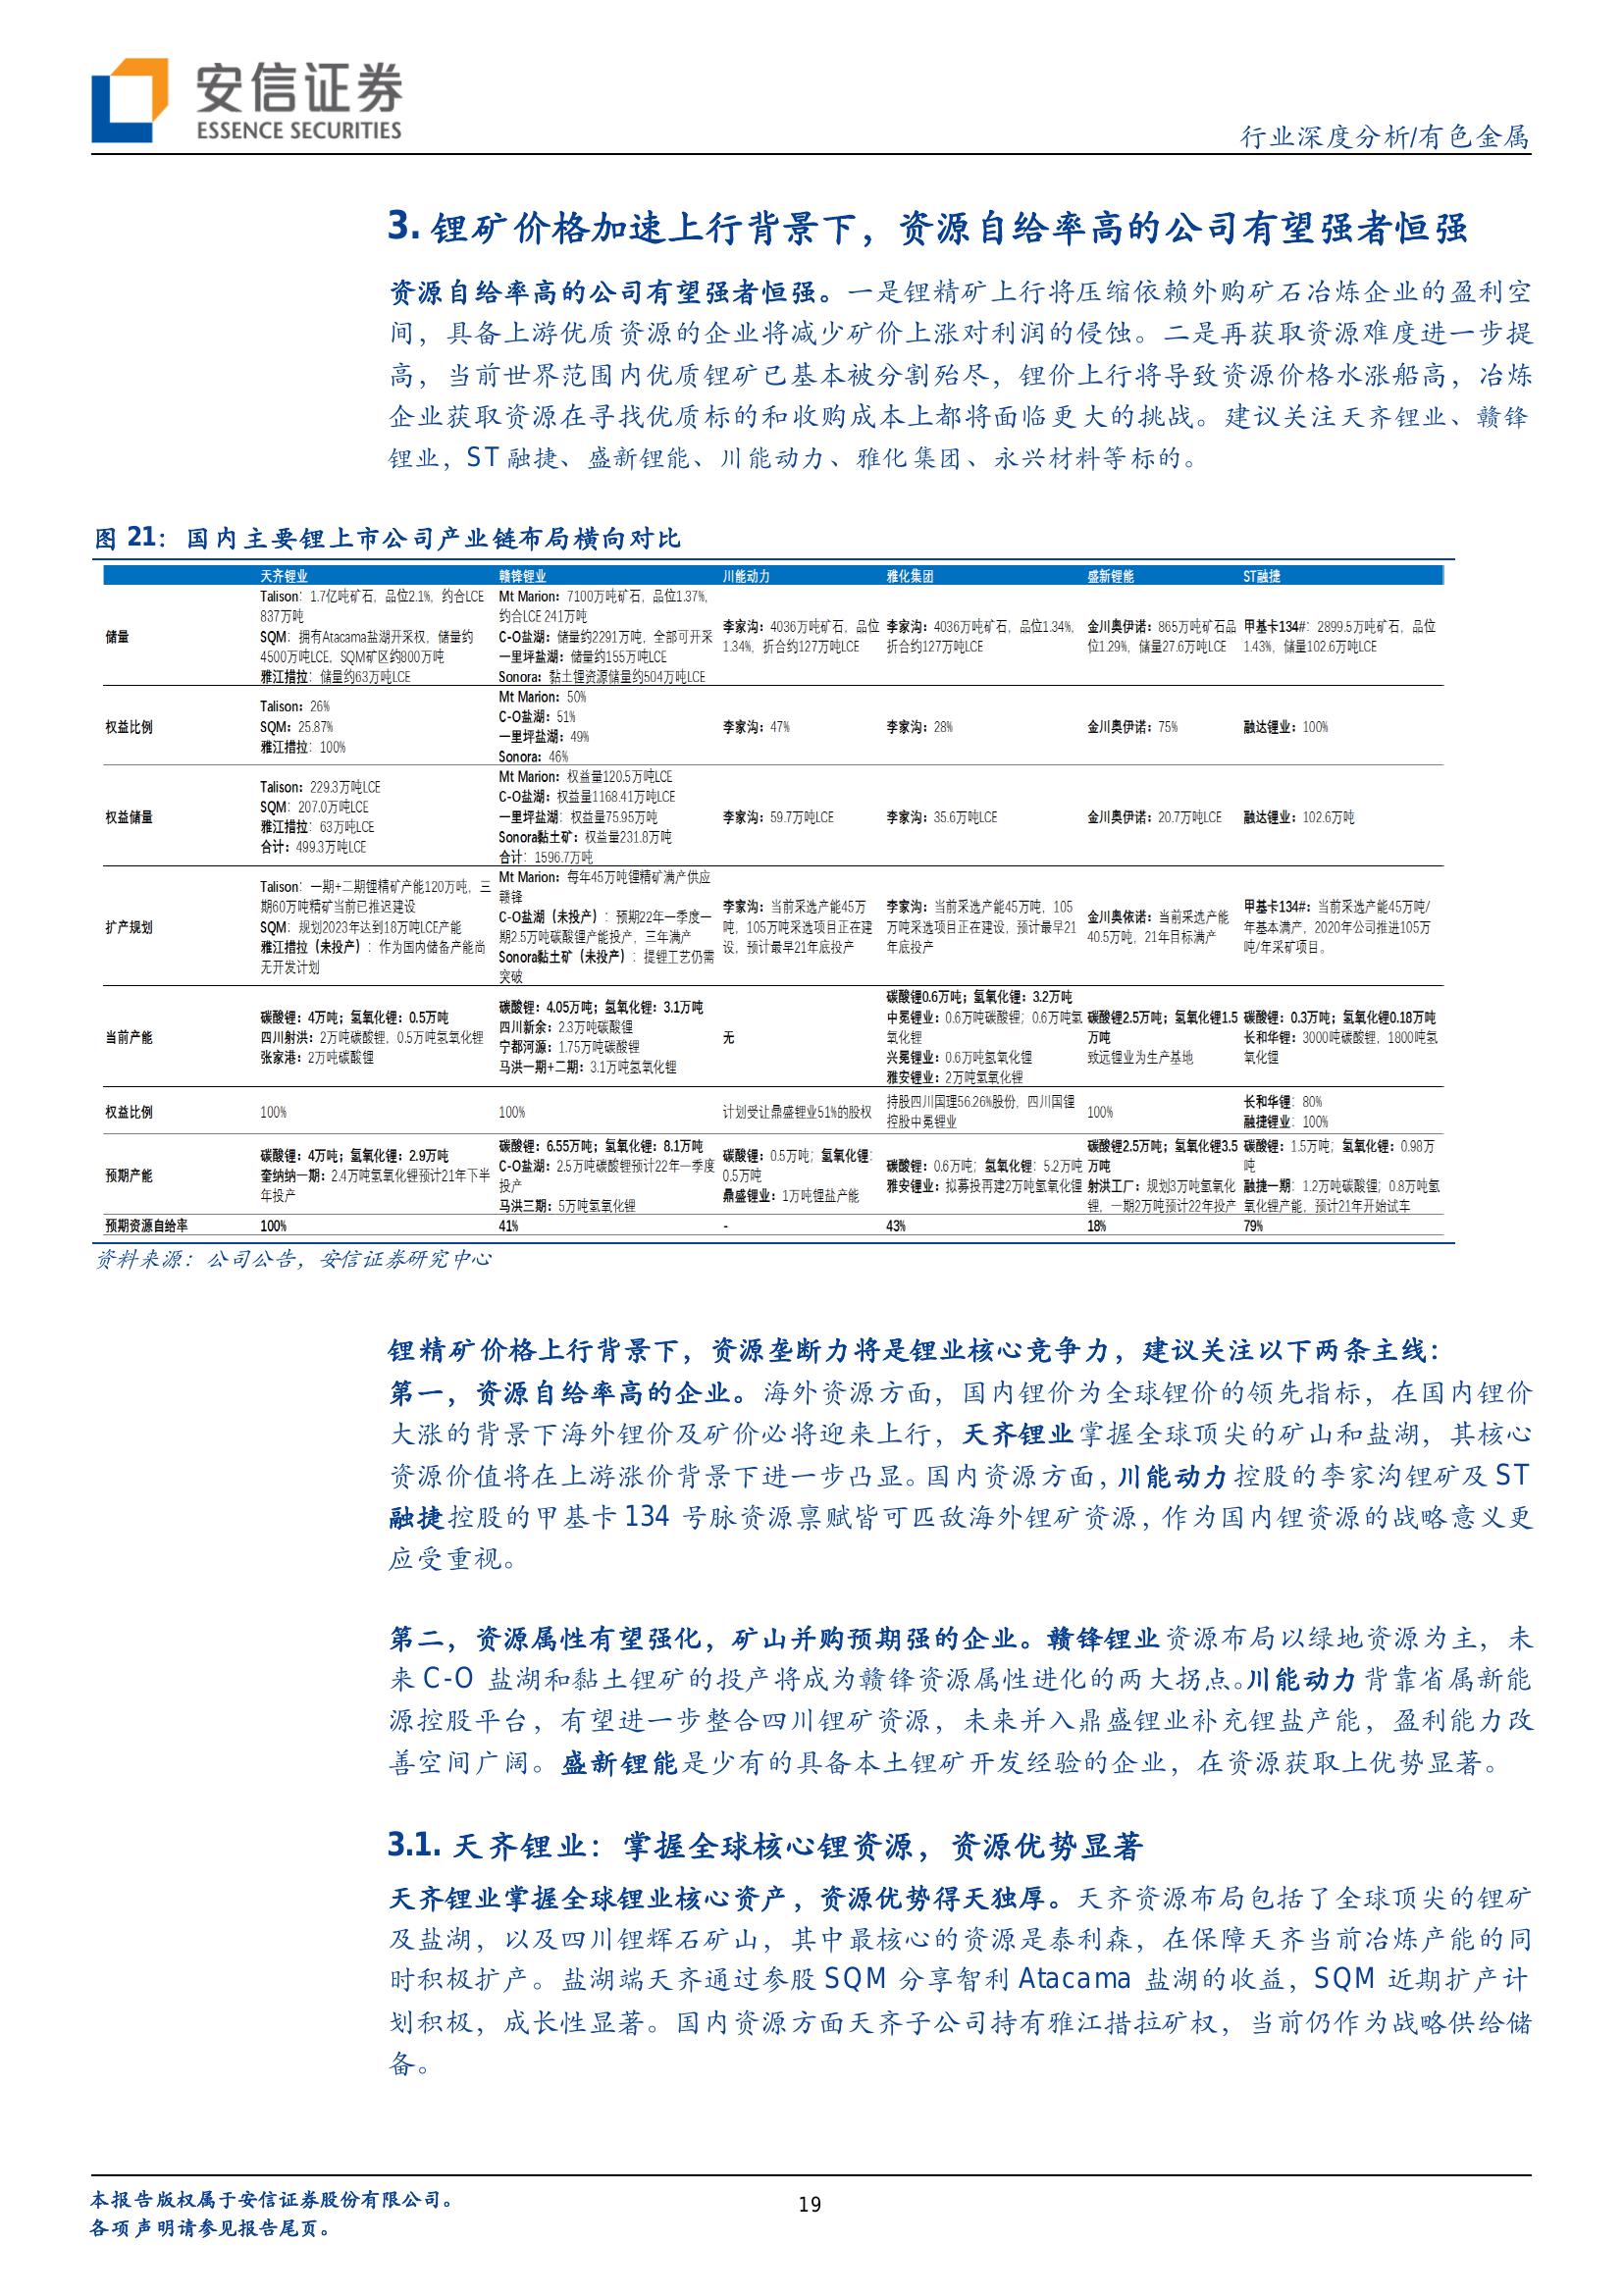 安信证券
ESSENCE SECURITIES
行业深度分析/有色金属
3. 锂矿价格加速上行背景下，资源自给率高的公司有望强者恒强
资源自给率高的公司有望强者恒强。一是锂精矿上行将压缩依赖外购矿石冶炼企业的盈利空
间，具备上游优质资源的企业将减少矿价上涨对利润的侵蚀。二是再获取资源难度进一步提
高，当前世界范围内优质锂矿已基本被分割殆尽，锂价上行将导致资源价格水涨船高，冶炼
企业获取资源在寻找优质标的和收购成本上都将面临更大的挑战。建议关注天齐锂业、赣锋
锂业，ST 融捷、盛新锂能、川能动力、雅化集团、永兴材料等标的。
图 21：国内主要锂上市公司产业链布局横向对比
天齐锂业 赣锋锂业 川能动力 雅化集团 盛新锂能 ST融捷
储量
Talison：1.7亿吨矿石，品位2.1%，约合LCE
837万吨
SQM：拥有Atacama盐湖开采权，储量约
4500万吨LCE，SQM矿区约800万吨
雅江措拉：储量约63万吨LCE
Mt Marion：7100万吨矿石，品位1.37%，
约合LCE 241万吨
C-O盐湖：储量约2291万吨，全部可开采
一里坪盐湖：储量约155万吨LCE
Sonora：黏土锂资源储量约504万吨LCE
李家沟：4036万吨矿石，品位
1.34%，折合约127万吨LCE
李家沟：4036万吨矿石，品位1.34%，
折合约127万吨LCE
金川奥伊诺：865万吨矿石品
位1.29%，储量27.6万吨LCE
甲基卡134#：2899.5万吨矿石，品位
1.43%，储量102.6万吨LCE
权益比例
Talison：26%
SQM：25.87%
雅江措拉：100%
Mt Marion：50%
C-O盐湖：51%
一里坪盐湖：49%
Sonora：46%
李家沟：47%
李家沟：28%
金川奥伊诺：75%
融达锂业：100%
权益储量
Talison：229.3万吨LCE
SQM：207.0万吨LCE
雅江措拉：63万吨LCE
合计：499.3万吨LCE
Mt Marion：权益量120.5万吨LCE
C-O盐湖：权益量1168.41万吨LCE
一里坪盐湖：权益量75.95万吨
Sonora黏土矿：权益量231.8万吨
合计：1596.7万吨
李家沟：59.7万吨LCE
李家沟：35.6万吨LCE
金川奥伊诺：20.7万吨LCE
融达锂业：102.6万吨
扩产规划
Talison：一期+二期锂精矿产能120万吨，三
期60万吨精矿当前已推迟建设
SQM：规划2023年达到18万吨LCE产能
雅江措拉（未投产）：作为国内储备产能尚
无开发计划
Mt Marion：每年45万吨锂精矿满产供应
赣锋
C-O盐湖（未投产）：预期22年一季度一
期2.5万吨碳酸锂产能投产，三年满产
Sonora黏土矿（未投产）：提锂工艺仍需
突破
李家沟：当前采选产能45万
吨，105万吨采选项目正在建
设，预计最早21年底投产
李家沟：当前采选产能45万吨，105
万吨采选项目正在建设，预计最早21
年底投产
金川奥依诺：当前采选产能
40.5万吨，21年目标满产
甲基卡134#：当前采选产能45万吨/
年基本满产，2020年公司推进105万
吨/年采矿项目。
当前产能
碳酸锂：4万吨；氢氧化锂：0.5万吨
四川射洪：2万吨碳酸锂，0.5万吨氢氧化锂
张家港：2万吨碳酸锂
碳酸锂：4.05万吨；氢氧化锂：3.1万吨
四川新余：2.3万吨碳酸锂
宁都河源：1.75万吨碳酸锂
马洪一期+二期：3.1万吨氢氧化锂
无
碳酸锂0.6万吨；氢氧化锂：3.2万吨
中冕锂业：0.6万吨碳酸锂；0.6万吨氢
氧化锂
兴冕锂业：0.6万吨氢氧化锂
雅安锂业：2万吨氢氧化锂
碳酸锂2.5万吨；氢氧化锂1.5
万吨
致远锂业为生产基地
碳酸锂：0.3万吨；氢氧化锂0.18万吨
长和华锂：3000吨碳酸锂，1800吨氢
氧化锂
权益比例
100%
100%
计划受让鼎盛锂业51%的股权
持股四川国理56.26%股份，四川国锂
控股中冕锂业
100%
长和华锂：80%
融捷锂业：100%
预期产能
碳酸锂：4万吨；氢氧化锂：2.9万吨
奎纳纳一期：2.4万吨氢氧化锂预计21年下半
年投产
碳酸锂：6.55万吨；氢氧化锂：8.1万吨
C-O盐湖：2.5万吨碳酸锂预计22年一季度
投产
马洪三期：5万吨氢氧化锂
碳酸锂：0.5万吨；氢氧化锂：
0.5万吨
鼎盛锂业：1万吨锂盐产能
碳酸锂：0.6万吨；氢氧化锂：5.2万吨
雅安锂业：拟募投再建2万吨氢氧化锂
碳酸锂2.5万吨；氢氧化锂3.5
万吨
射洪工厂：规划3万吨氢氧化
锂，一期2万吨预计22年投产
碳酸锂：1.5万吨；氢氧化锂：0.98万
吨
融捷一期：1.2万吨碳酸锂；0.8万吨氢
氧化锂产能，预计21年开始试车
预期资源自给率 100% 41% - 43% 18% 79%
资料来源：公司公告，安信证券研究中心
锂精矿价格上行背景下，资源垄断力将是锂业核心竞争力，建议关注以下两条主线：
第一，资源自给率高的企业。海外资源方面，国内锂价为全球锂价的领先指标，在国内锂价
大涨的背景下海外锂价及矿价必将迎来上行，天齐锂业掌握全球顶尖的矿山和盐湖，其核心
资源价值将在上游涨价背景下进一步凸显。国内资源方面，川能动力控股的李家沟锂矿及 ST
融捷控股的甲基卡 134 号脉资源禀赋皆可匹敌海外锂矿资源，作为国内锂资源的战略意义更
应受重视。
第二，资源属性有望强化，矿山并购预期强的企业。赣锋锂业资源布局以绿地资源为主，未
来 C-O 盐湖和黏土锂矿的投产将成为赣锋资源属性进化的两大拐点。川能动力背靠省属新能
源控股平台，有望进一步整合四川锂矿资源，未来并入鼎盛锂业补充锂盐产能，盈利能力改
善空间广阔。盛新锂能是少有的具备本土锂矿开发经验的企业，在资源获取上优势显著。
3.1. 天齐锂业：掌握全球核心锂资源，资源优势显著
天齐锂业掌握全球锂业核心资产，资源优势得天独厚。天齐资源布局包括了全球顶尖的锂矿
及盐湖，以及四川锂辉石矿山，其中最核心的资源是泰利森，在保障天齐当前冶炼产能的同
时积极扩产。盐湖端天齐通过参股 SQM 分享智利 Atacama 盐湖的收益，SQM 近期扩产计
划积极，成长性显著。国内资源方面天齐子公司持有雅江措拉矿权，当前仍作为战略供给储
备。
本报告版权属于安信证券股份有限公司。
各项声明请参见报告尾页。
19